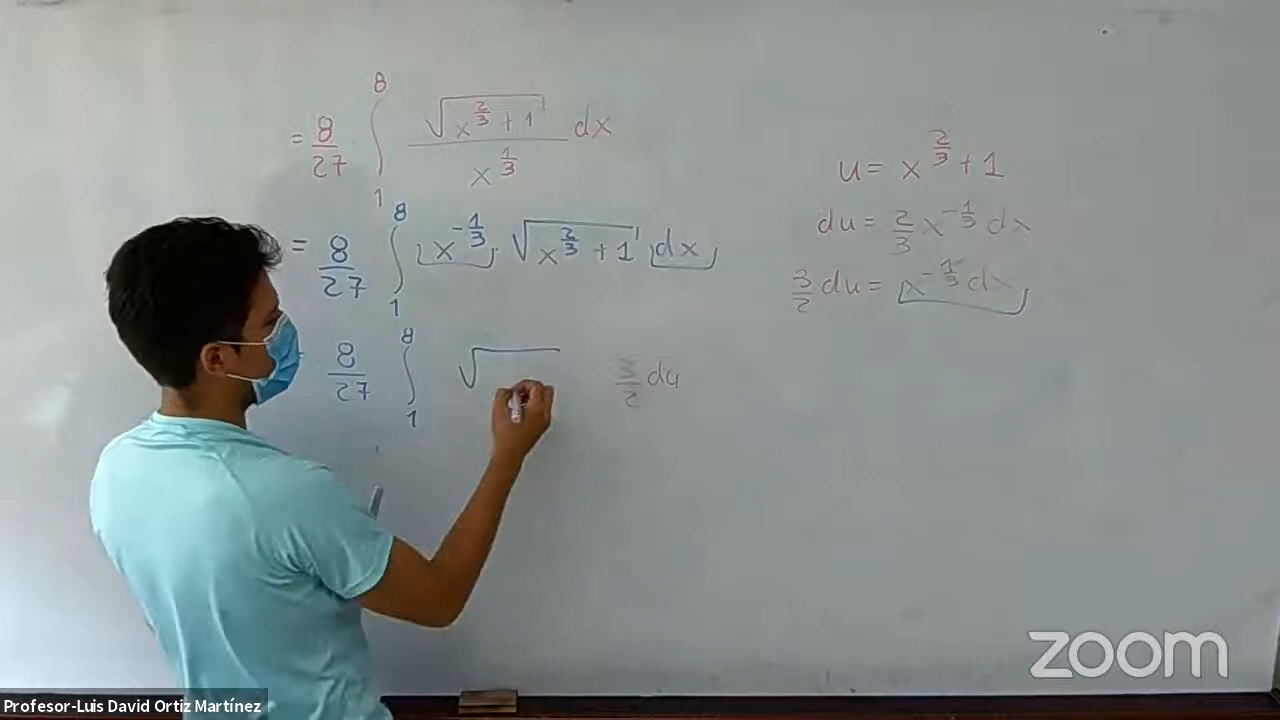 = 8/27 ∫₁⁸ √(x^(2/3) + 1) / x^(1/3) dx
= 8/27 ∫₁⁸ x^(-1/3) · √(x^(2/3) + 1) dx
8/27 ∫₁⁸ √ 3/2 du
u = x^(2/3) + 1
du = 2/3 x^(-1/3) dx
3/2 du = x^(-1/3) dx
zoom
Profesor-Luis David Ortiz Martínez